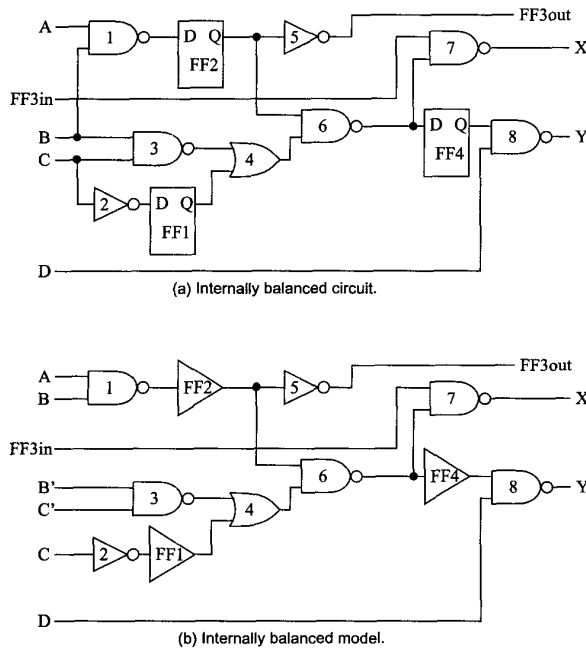 FF3out
A
1
D Q
FF2
5
7
X
FF3in
B
C
3
4
6
D Q
FF4
8
Y
2
D Q
FF1
D
(a) Internally balanced circuit.
FF3out
A
B
1
FF2
5
7
X
FF3in
B'
C'
3
4
6
FF4
8
Y
C
2
FF1
D
(b) Internally balanced model.